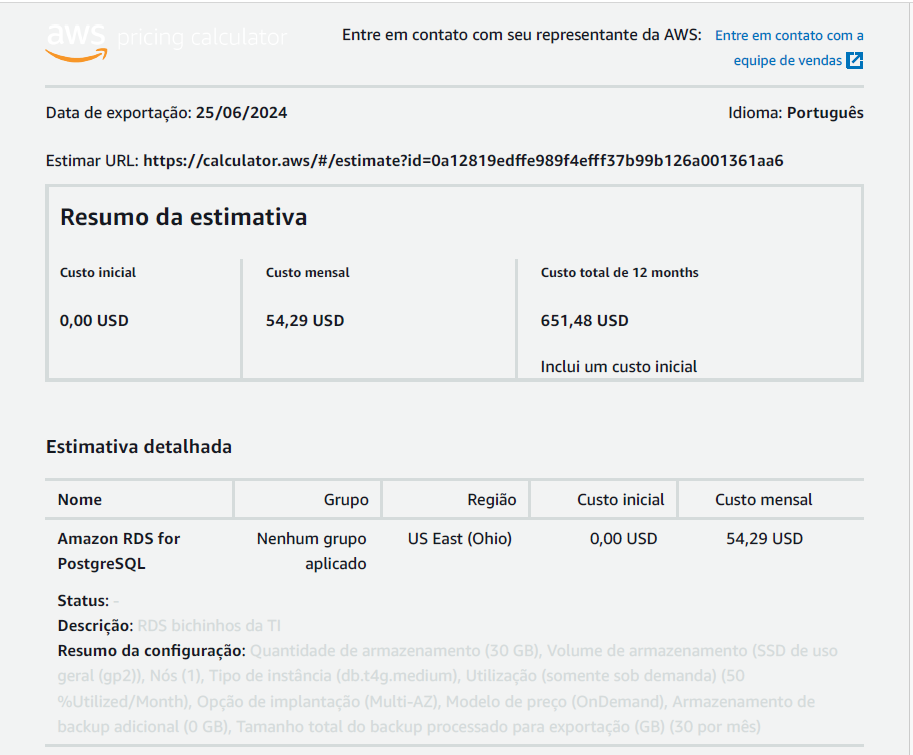 aws pricing calculator
Entre em contato com seu representante da AWS: Entre em contato com a
equipe de vendas
Data de exportação: 25/06/2024 Idioma: Português
Estimar URL: https://calculator.aws/#/estimate?id=0a12819edffe989f4efff37b99b126a001361aa6
Resumo da estimativa
Custo inicial Custo mensal Custo total de 12 months
0,00 USD 54,29 USD 651,48 USD
Inclui um custo inicial
Estimativa detalhada
Nome Grupo Região Custo inicial Custo mensal
Amazon RDS for Nenhum grupo US East (Ohio) 0,00 USD 54,29 USD
PostgreSQL aplicado
Status: -
Descrição: RDS bichinhos da TI
Resumo da configuração: Quantidade de armazenamento (30 GB), Volume de armazenamento (SSD de uso
geral (gp2)), Nós (1), Tipo de instância (db.t4g.medium), Utilização (somente sob demanda) (50
%Utilized/Month), Opção de implantação (Multi-AZ), Modelo de preço (OnDemand), Armazenamento de
backup adicional (0 GB), Tamanho total do backup processado para exportação (GB) (30 por mês)